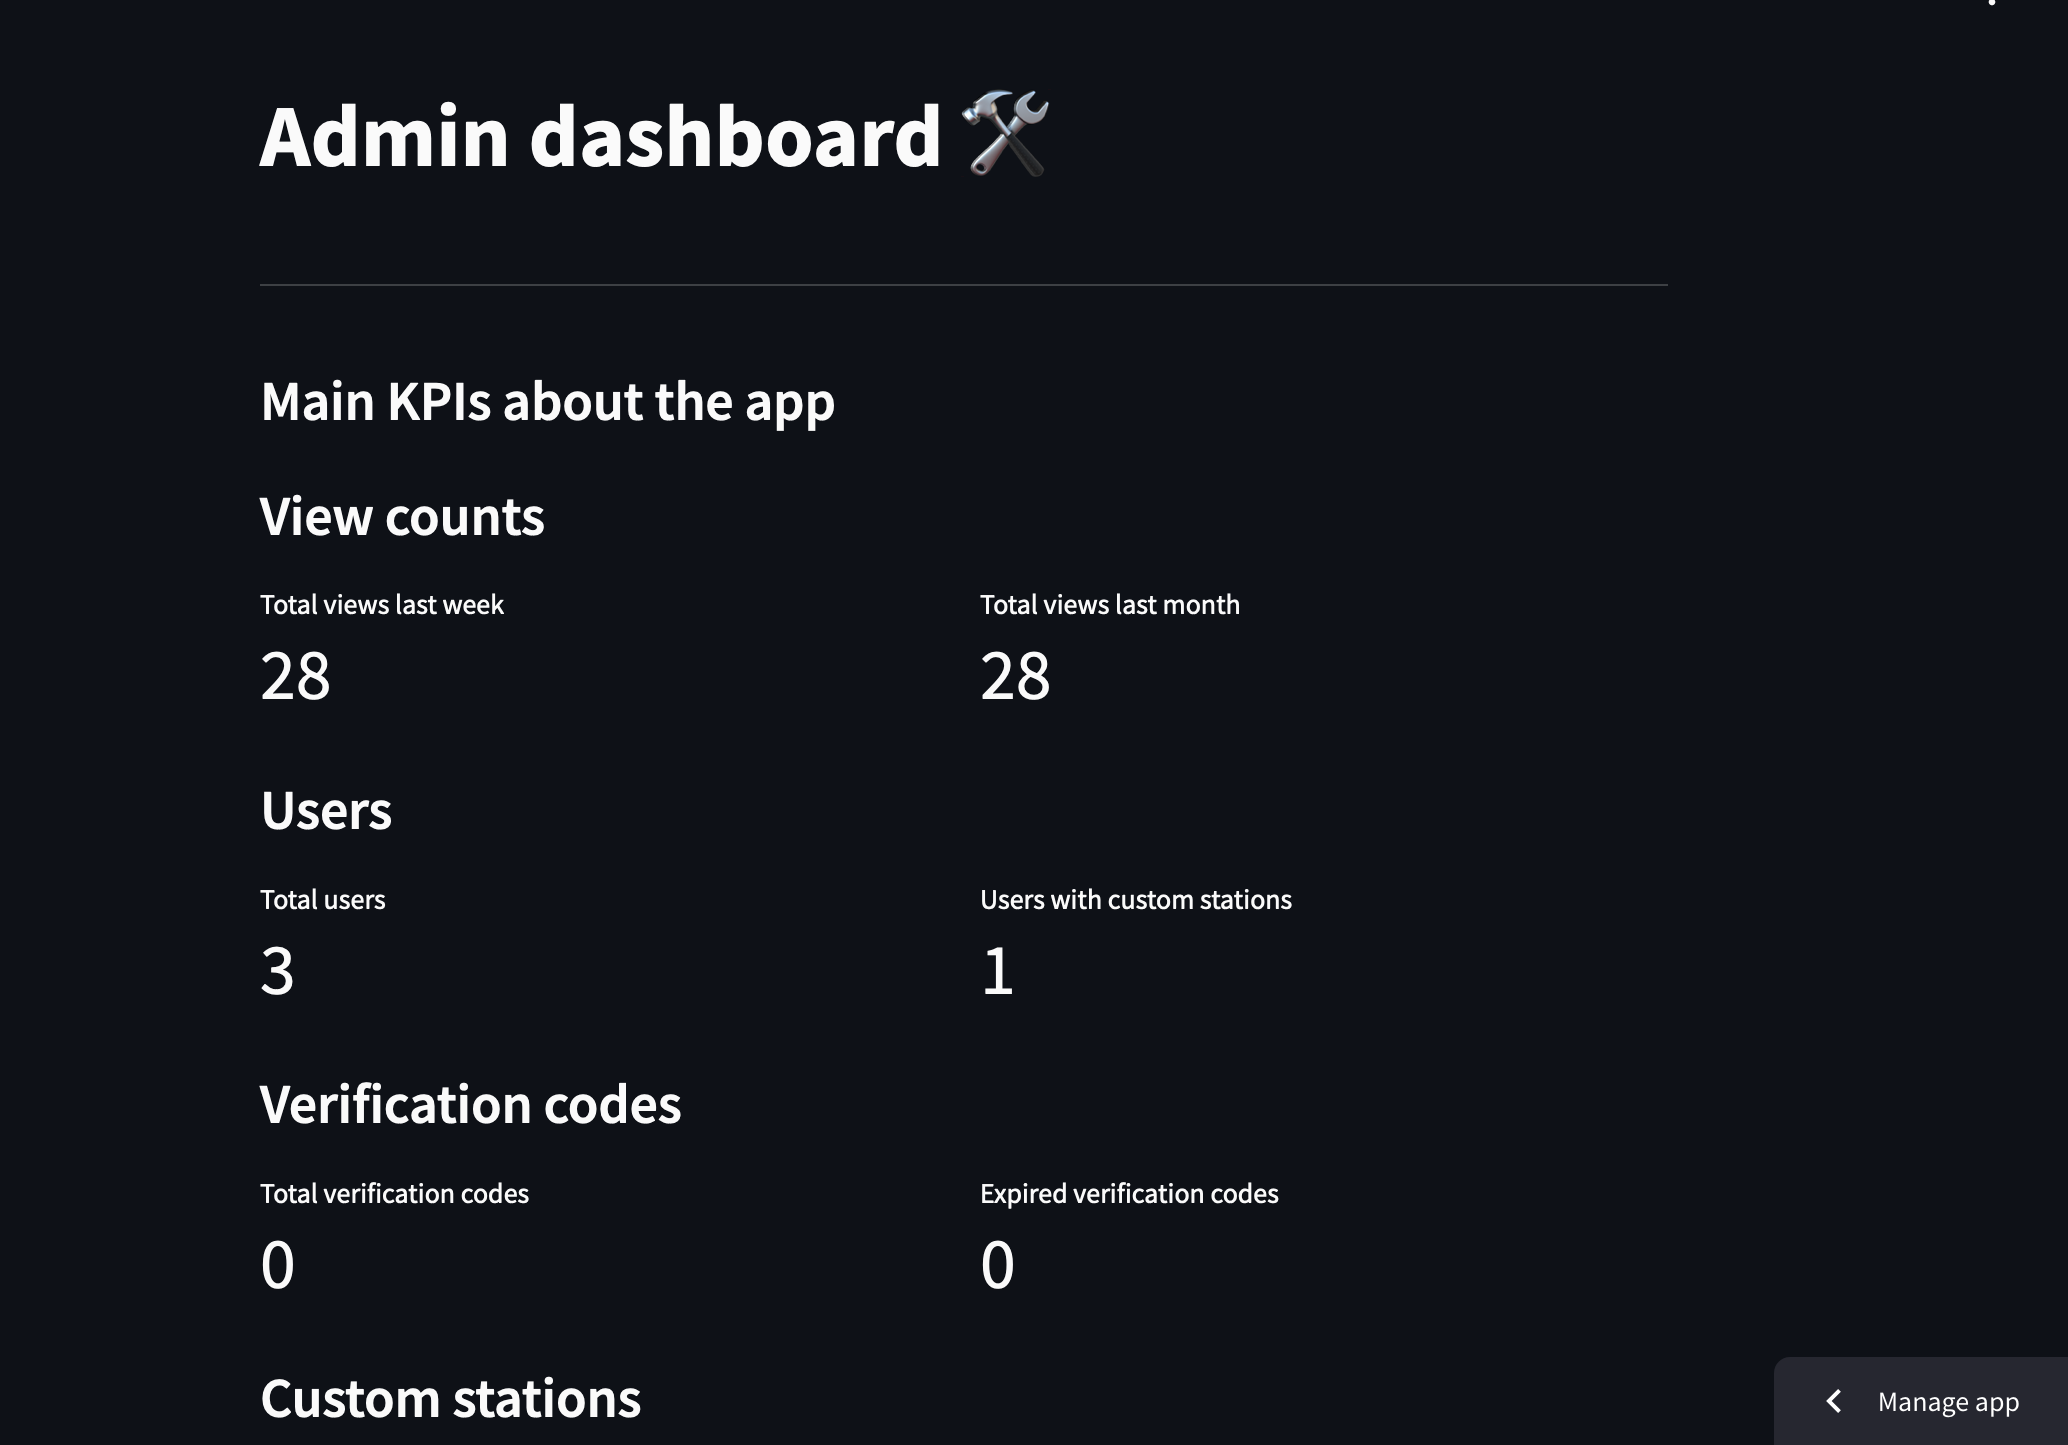 Admin dashboard 🛠️
Main KPIs about the app
View counts
Total views last week
Total views last month
28
28
Users
Total users
Users with custom stations
3
1
Verification codes
Total verification codes
Expired verification codes
0
0
Custom stations
Manage app